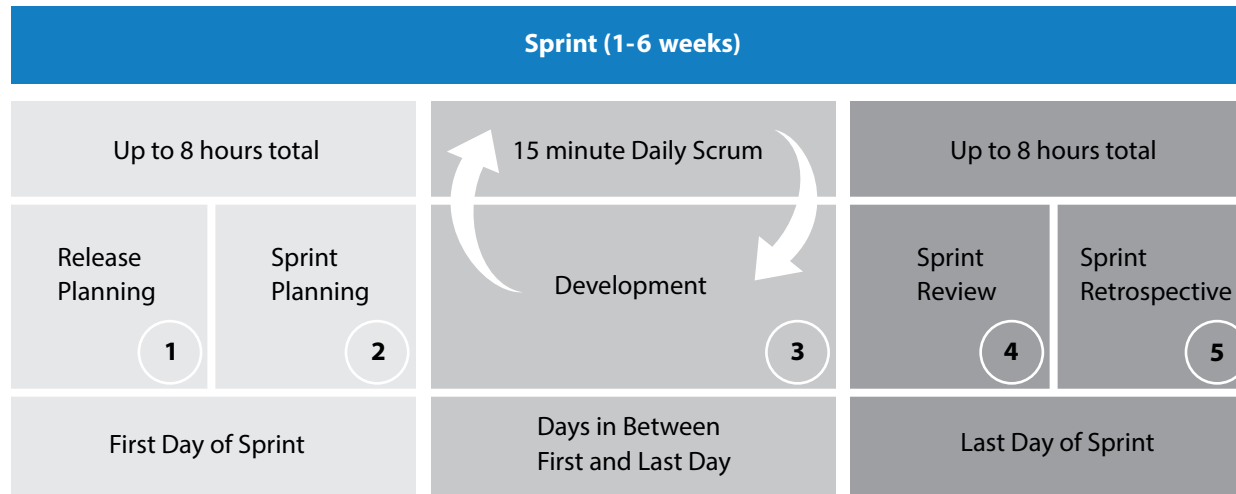 Sprint (1-6 weeks)
Up to 8 hours total
15 minute Daily Scrum
Up to 8 hours total
Release
Planning
1
Sprint
Planning
2
Development
3
Sprint
Review
4
Sprint
Retrospective
5
First Day of Sprint
Days in Between
First and Last Day
Last Day of Sprint